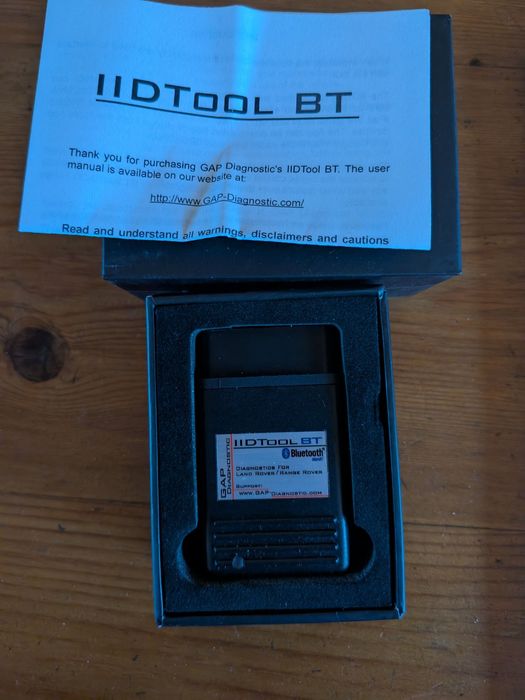 IIDTOOL BT
Thank you for purchasing GAP Diagnostic's IIDTool BT. The user
manual is available on our website at:
http://www.GAP-Diagnostic.com/
Read and understand all warnings, disclaimers and cautions
GAP
DIAGNOSTIC
IIDTOOL BT
Bluetooth
DIAGNOSTICS FOR
LAND ROVER / RANGE ROVER
SUPPORT:
WWW.GAP-DIAGNOSTIC.COM